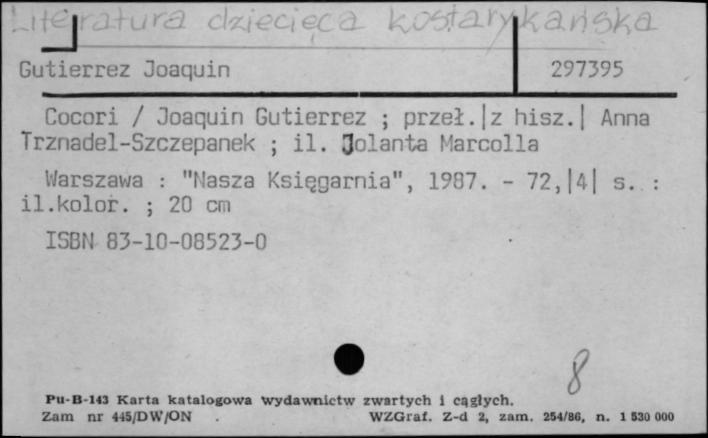 Literatura dziecięca kostarykańska
Gutierrez Joaquin 297395
Cocori / Joaquin Gutierrez ; przeł.|z hisz.| Anna
Trznadel-Szczepanek ; il. Jolanta Marcolla
Warszawa : "Nasza Księgarnia", 1987. - 72,|4| s. :
il.kolor. ; 20 cm
ISBN 83-10-08523-0
8
Pu-B-143 Karta katalogowa wydawnictw zwartych i ciągłych.
Zam nr 445/DW/ON . WZGraf. Z-d 2, zam. 254/86, n. 1 530 000